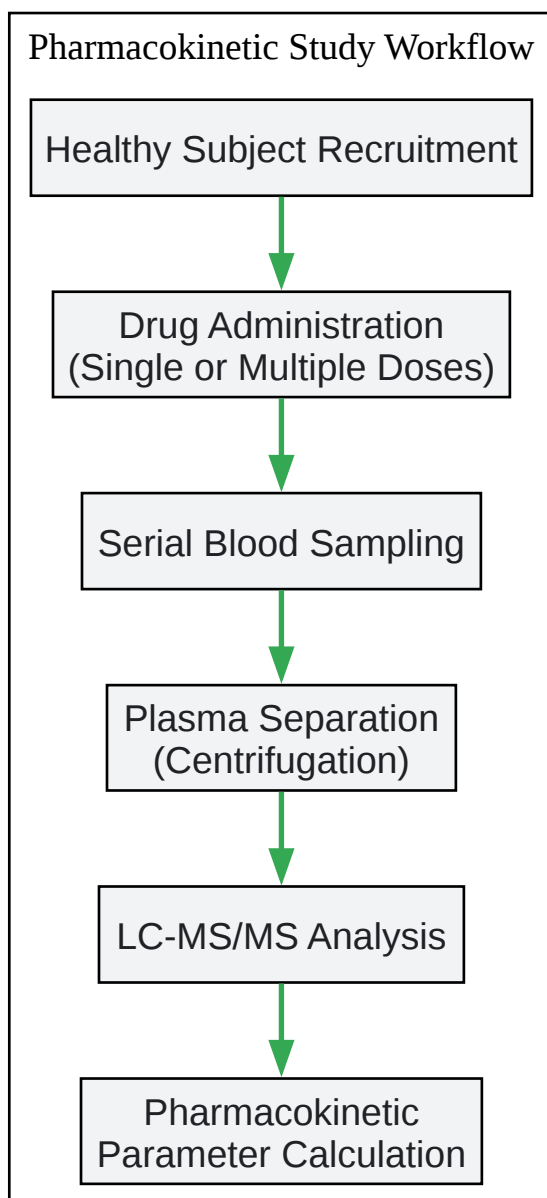 Pharmacokinetic Study Workflow
Healthy Subject Recruitment
Drug Administration
(Single or Multiple Doses)
Serial Blood Sampling
Plasma Separation
(Centrifugation)
LC-MS/MS Analysis
Pharmacokinetic
Parameter Calculation